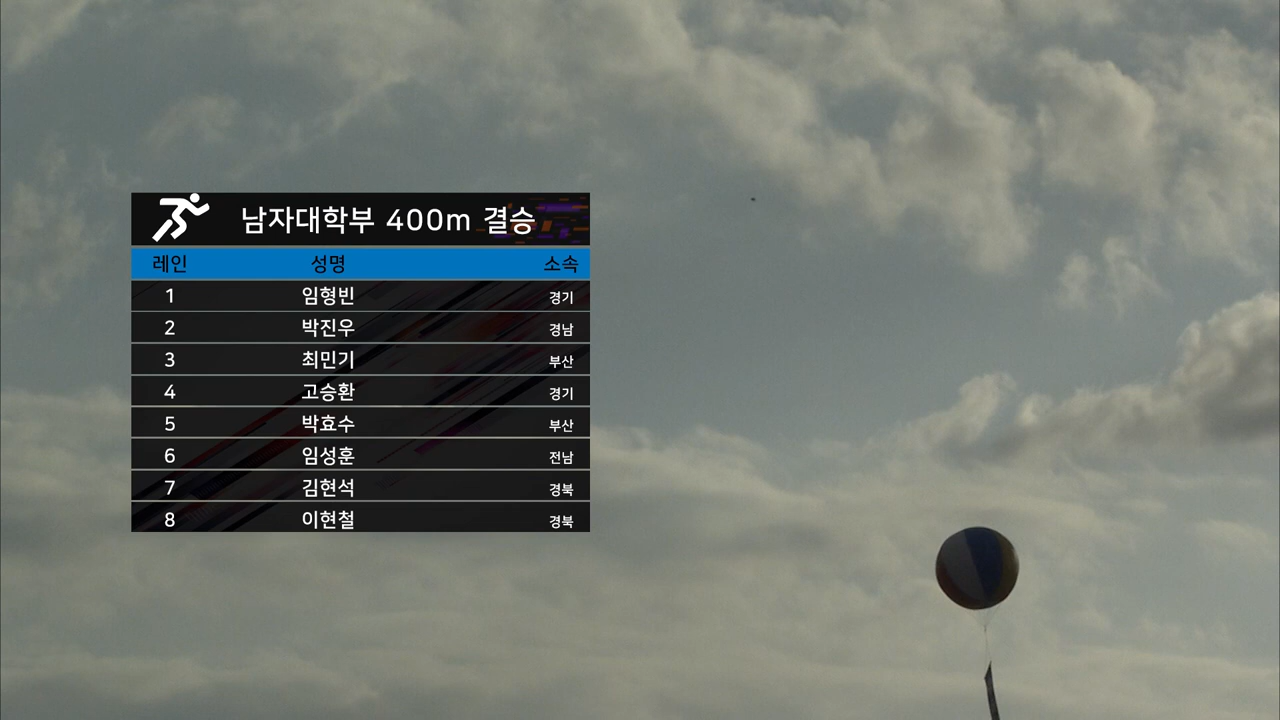 남자대학부 400m 결승
레인 성명 소속
1 임형빈 경기
2 박진우 경남
3 최민기 부산
4 고승환 경기
5 박효수 부산
6 임성훈 전남
7 김현석 경북
8 이현철 경북